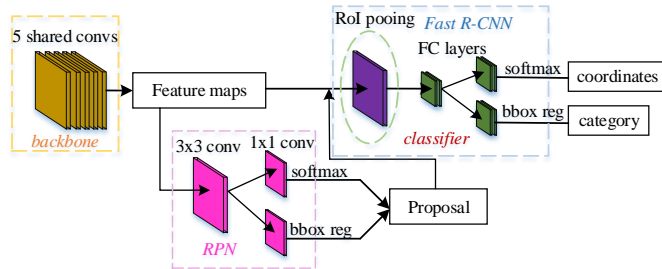 RoI pooing
Fast R-CNN
5 shared convs
FC layers
softmax
coordinates
Feature maps
bbox reg
category
backbone
classifier
3x3 conv
1x1 conv
softmax
Proposal
bbox reg
RPN